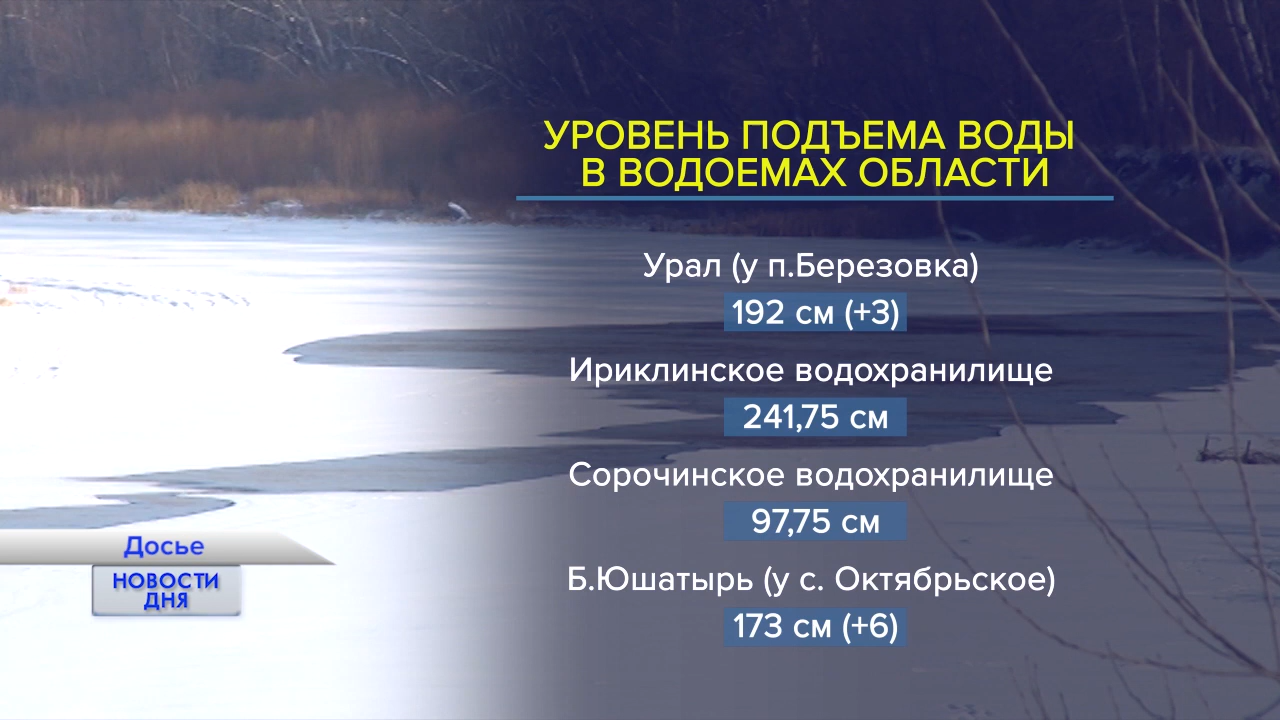 УРОВЕНЬ ПОДЪЕМА ВОДЫ
В ВОДОЕМАХ ОБЛАСТИ
Урал (у п.Березовка)
192 см (+3)
Ириклинское водохранилище
241,75 см
Сорочинское водохранилище
97,75 см
Б.Юшатырь (у с. Октябрьское)
173 см (+6)
Досье
НОВОСТИ
ДНЯ